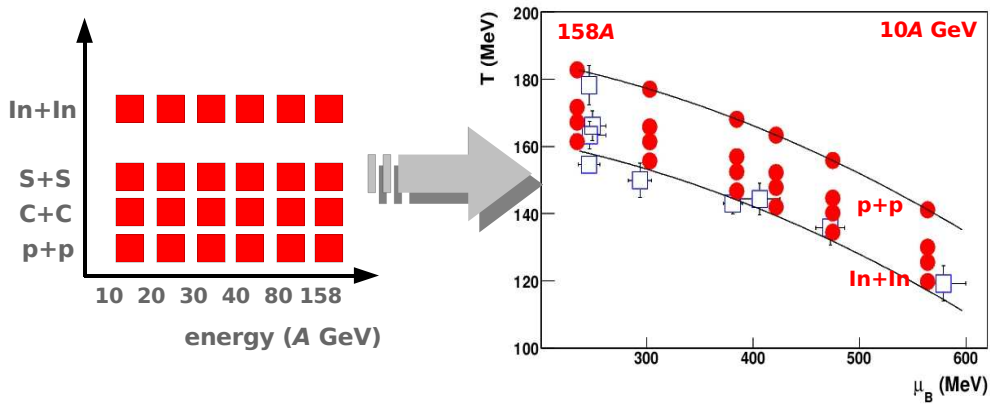 In+In
S+S
C+C
p+p
10 20 30 40 80 158
energy (A GeV)
T (MeV)
200
180
160
140
120
100
158A
10A GeV
p+p
In+In
300 400 500 600
μB (MeV)